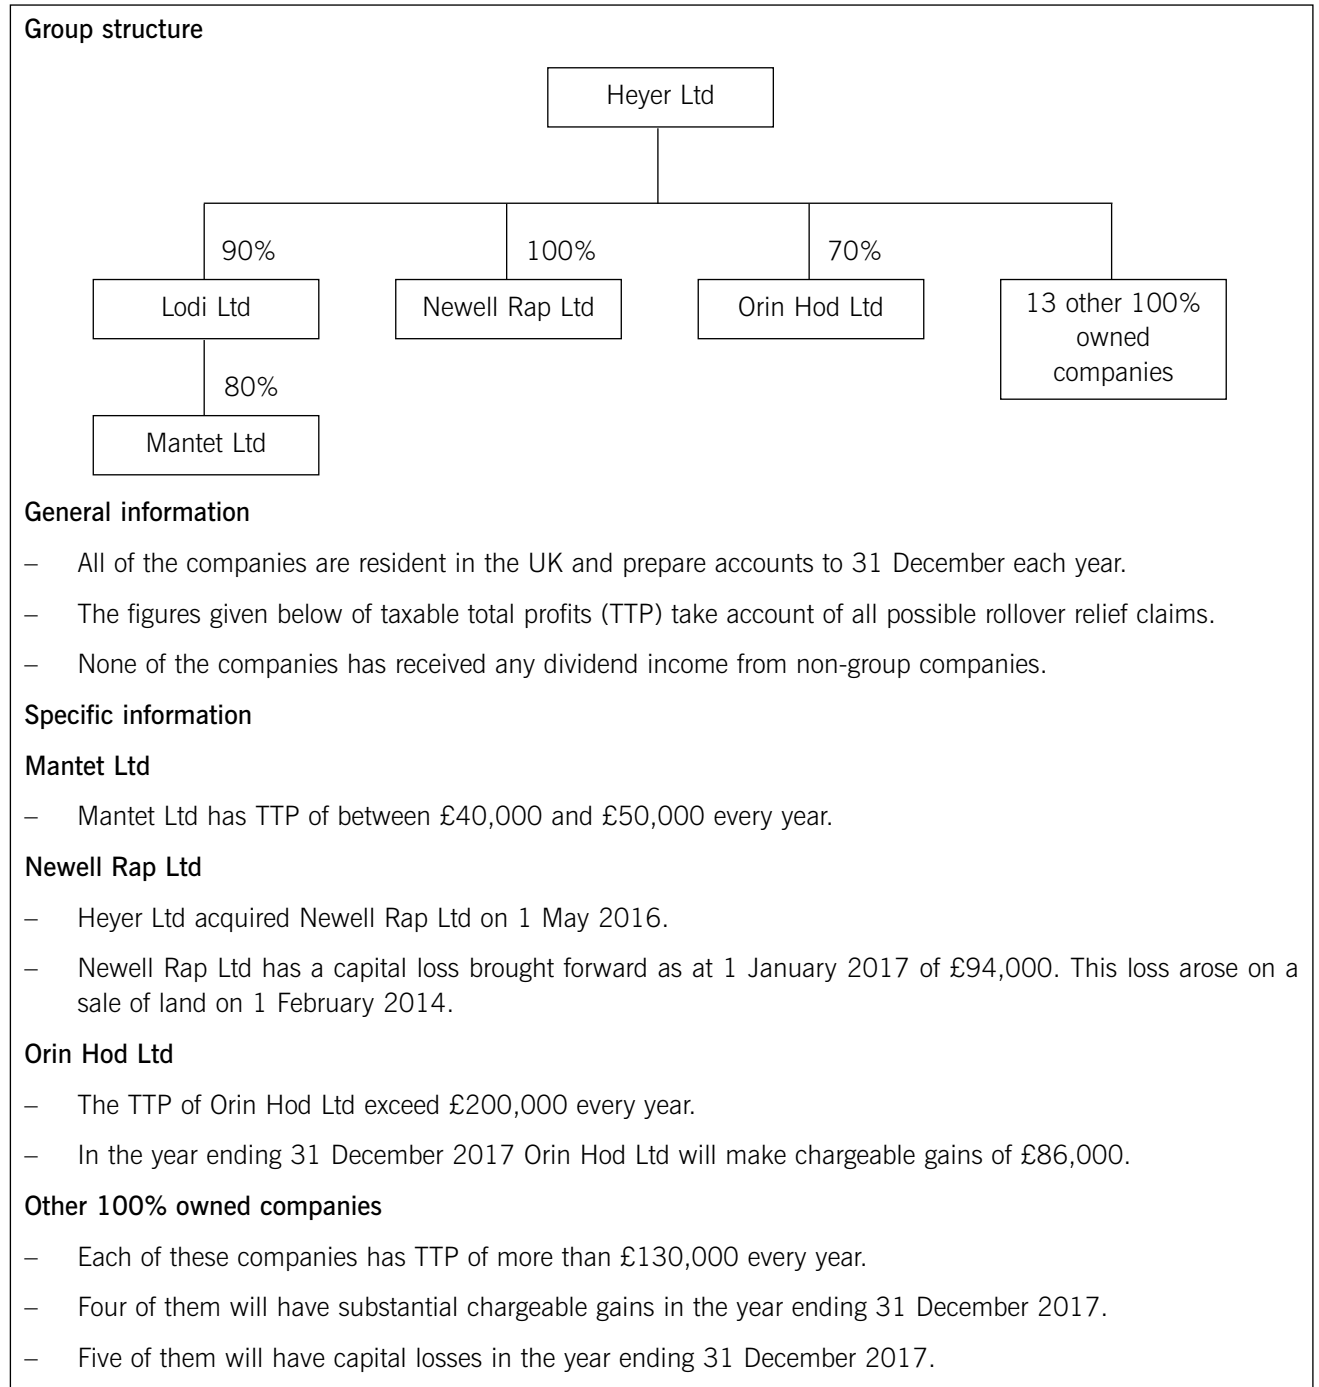 Group structure
Heyer Ltd
90%
100%
70%
Lodi Ltd
Newell Rap Ltd
Orin Hod Ltd
13 other 100%
owned
companies
80%
Mantet Ltd
General information
– All of the companies are resident in the UK and prepare accounts to 31 December each year.
– The figures given below of taxable total profits (TTP) take account of all possible rollover relief claims.
– None of the companies has received any dividend income from non-group companies.
Specific information
Mantet Ltd
– Mantet Ltd has TTP of between £40,000 and £50,000 every year.
Newell Rap Ltd
– Heyer Ltd acquired Newell Rap Ltd on 1 May 2016.
– Newell Rap Ltd has a capital loss brought forward as at 1 January 2017 of £94,000. This loss arose on a
sale of land on 1 February 2014.
Orin Hod Ltd
– The TTP of Orin Hod Ltd exceed £200,000 every year.
– In the year ending 31 December 2017 Orin Hod Ltd will make chargeable gains of £86,000.
Other 100% owned companies
– Each of these companies has TTP of more than £130,000 every year.
– Four of them will have substantial chargeable gains in the year ending 31 December 2017.
– Five of them will have capital losses in the year ending 31 December 2017.